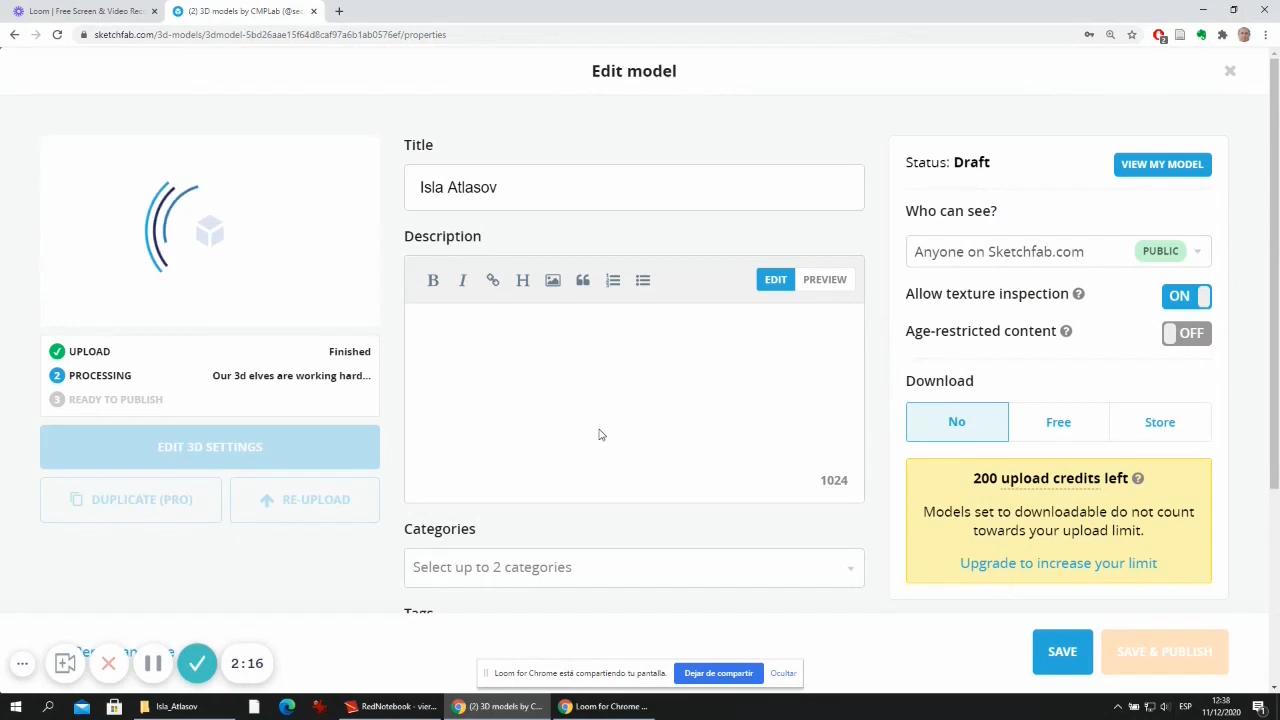 Loom | Free Screen & Video Rec
(2) 3D models by CMPLab (@sec
sketchfab.com/3d-models/3dmodel-5bd26aae15f64d8caf97a6b1ab0576ef/properties
2
Edit model
Title
Isla Atlasov
Description
B I H
EDIT PREVIEW
1024
Categories
Select up to 2 categories
Tags
UPLOAD Finished
2 PROCESSING Our 3d elves are working hard...
3 READY TO PUBLISH
EDIT 3D SETTINGS
DUPLICATE (PRO) RE-UPLOAD
Status: Draft
VIEW MY MODEL
Who can see?
Anyone on Sketchfab.com PUBLIC
Allow texture inspection ? ON
Age-restricted content ? OFF
Download
No Free Store
200 upload credits left ?
Models set to downloadable do not count
towards your upload limit.
Upgrade to increase your limit
2:16
Loom for Chrome está compartiendo tu pantalla. Dejar de compartir Ocultar
SAVE SAVE & PUBLISH
Isla_Atlasov
RedNotebook - vier...
(2) 3D models by C...
Loom for Chrome ...
ESP
12:38
11/12/2020
1